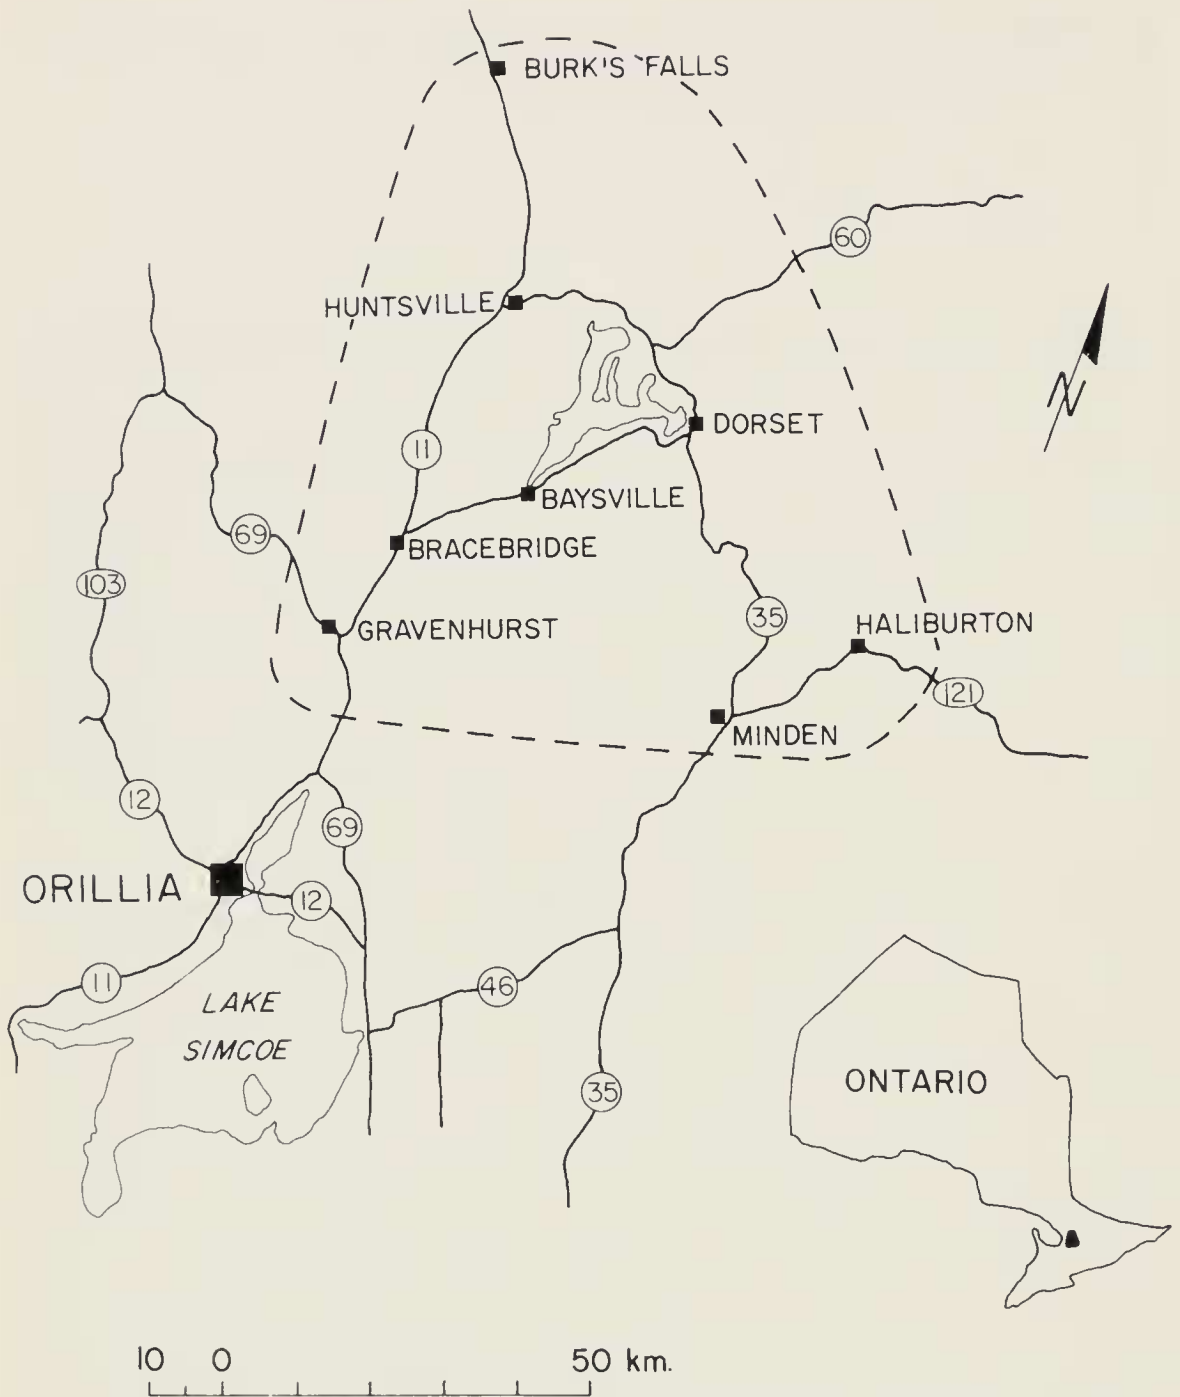 BURK'S FALLS
60
HUNTSVILLE
N
DORSET
11
BAYSVILLE
69
BRACEBRIDGE
103
35
HALIBURTON
GRAVENHURST
121
MINDEN
12
69
ORILLIA
12
11
46
LAKE
SIMCOE
ONTARIO
35
10 0 50 km.